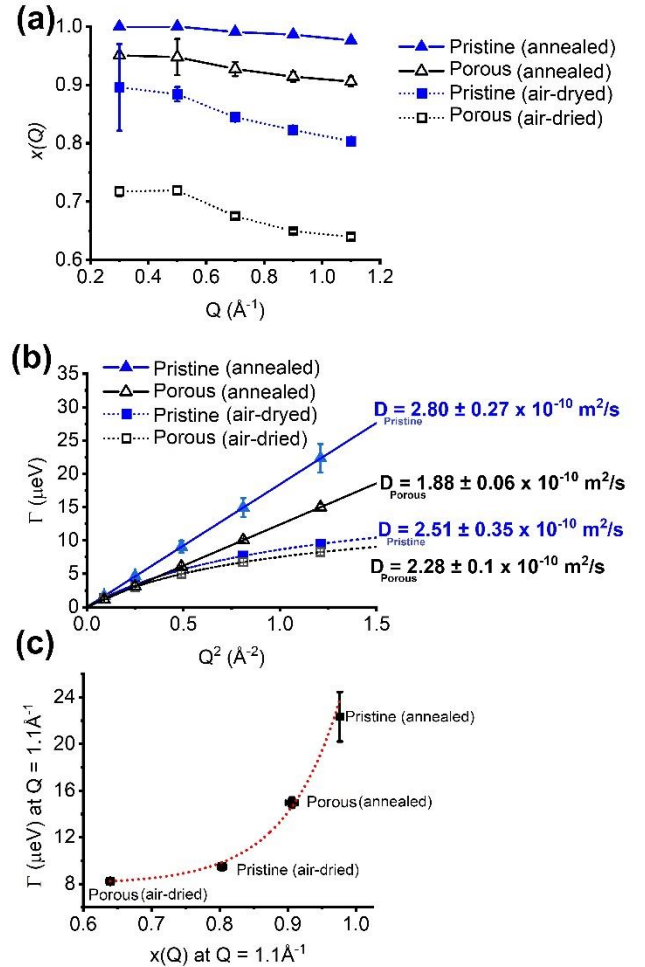 (a)
1.0
0.9
0.8
0.7
0.6
x(Q)
0.2 0.4 0.6 0.8 1.0 1.2
Q (Å⁻¹)
Pristine (annealed)
Porous (annealed)
Pristine (air-dryed)
Porous (air-dried)
(b)
Pristine (annealed)
Porous (annealed)
Pristine (air-dryed)
Porous (air-dried)
35
30
25
20
15
10
5
0
Γ (μeV)
0.0 0.5 1.0 1.5
Q² (Å⁻²)
D Pristine = 2.80 ± 0.27 x 10⁻¹⁰ m²/s
D Porous = 1.88 ± 0.06 x 10⁻¹⁰ m²/s
D Pristine = 2.51 ± 0.35 x 10⁻¹⁰ m²/s
D Porous = 2.28 ± 0.1 x 10⁻¹⁰ m²/s
(c)
24
20
16
12
8
Γ (μeV) at Q = 1.1Å⁻¹
Pristine (annealed)
Porous (annealed)
Pristine (air-dried)
Porous (air-dried)
0.6 0.7 0.8 0.9 1.0
x(Q) at Q = 1.1Å⁻¹